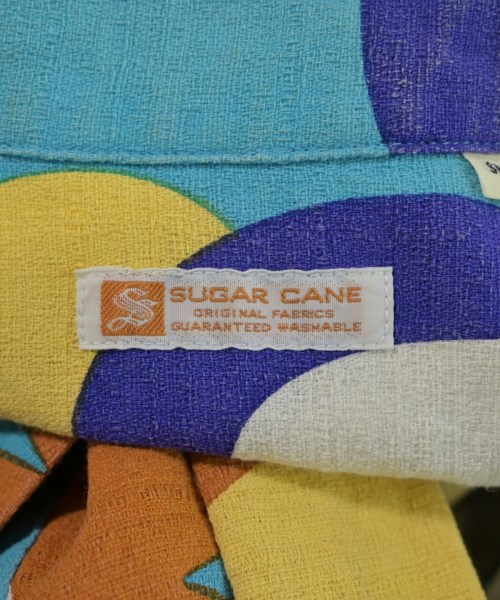 S
SUGAR CANE
ORIGINAL FABRICS
GUARANTEED WASHABLE